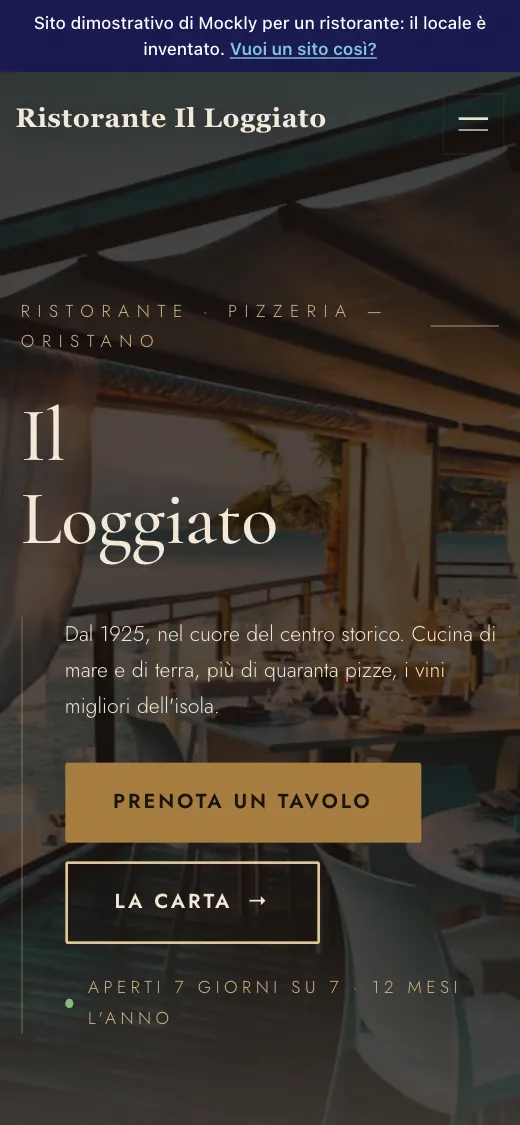 Sito dimostrativo di Mockly per un ristorante: il locale è
inventato. Vuoi un sito così?
Ristorante Il Loggiato
RISTORANTE · PIZZERIA —
ORISTANO
Il
Loggiato
Dal 1925, nel cuore del centro storico. Cucina di
mare e di terra, più di quaranta pizze, i vini
migliori dell'isola.
PRENOTA UN TAVOLO
LA CARTA →
APERTI 7 GIORNI SU 7 · 12 MESI
L'ANNO